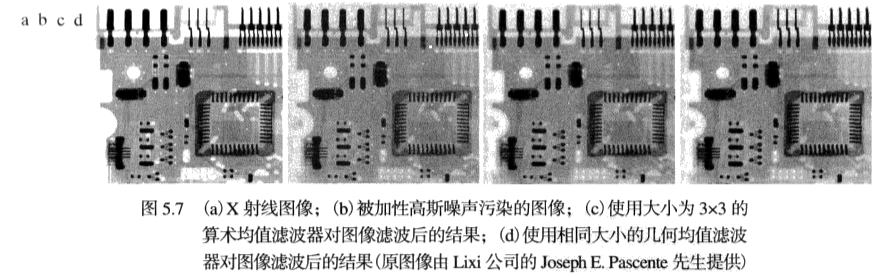 a b c d
图 5.7 (a)X 射线图像；(b)被加性高斯噪声污染的图像；(c)使用大小为 3×3 的
算术均值滤波器对图像滤波后的结果；(d)使用相同大小的几何均值滤波
器对图像滤波后的结果(原图像由 Lixi 公司的 Joseph E. Pascente 先生提供)